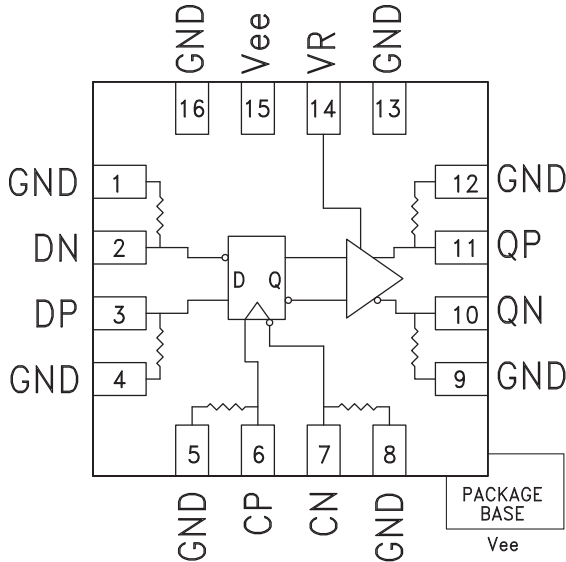 GND
Vee
VR
GND
16
15
14
13
GND
1
12
GND
DN
2
11
QP
D
Q
DP
3
10
QN
GND
4
9
GND
5
6
7
8
GND
CP
CN
GND
PACKAGE
BASE
Vee